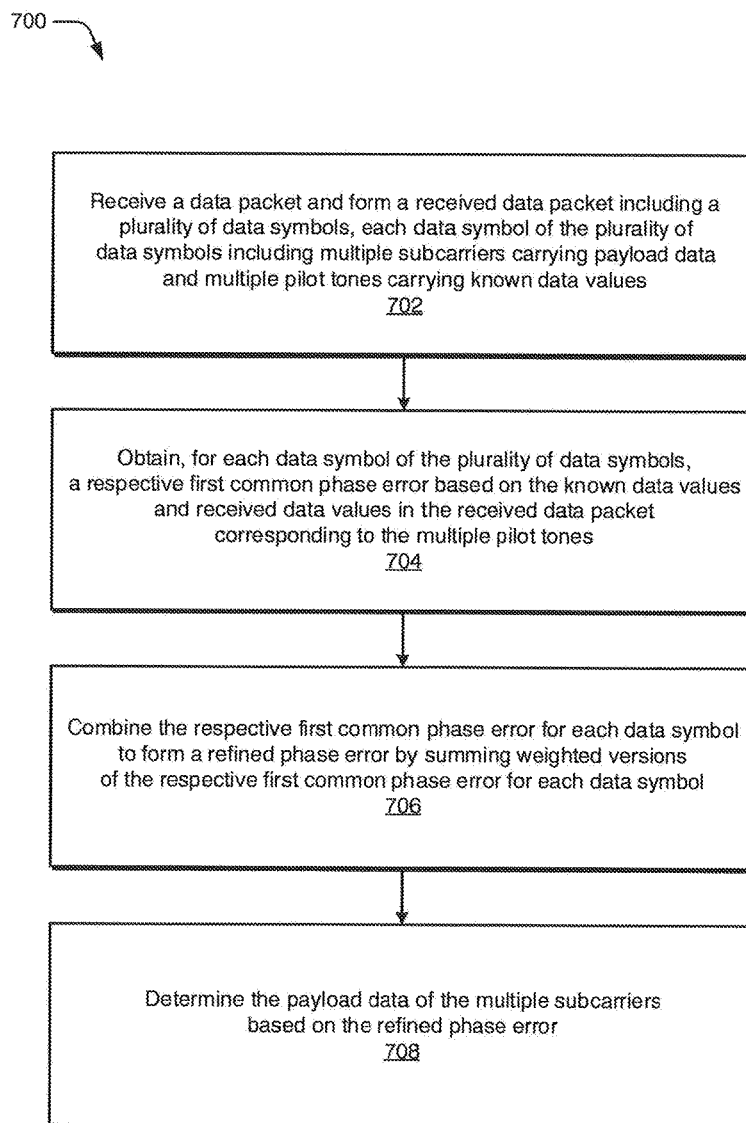 700
Receive a data packet and form a received data packet including a
plurality of data symbols, each data symbol of the plurality of
data symbols including multiple subcarriers carrying payload data
and multiple pilot tones carrying known data values
702
Obtain, for each data symbol of the plurality of data symbols,
a respective first common phase error based on the known data values
and received data values in the received data packet
corresponding to the multiple pilot tones
704
Combine the respective first common phase error for each data symbol
to form a refined phase error by summing weighted versions
of the respective first common phase error for each data symbol
706
Determine the payload data of the multiple subcarriers
based on the refined phase error
708